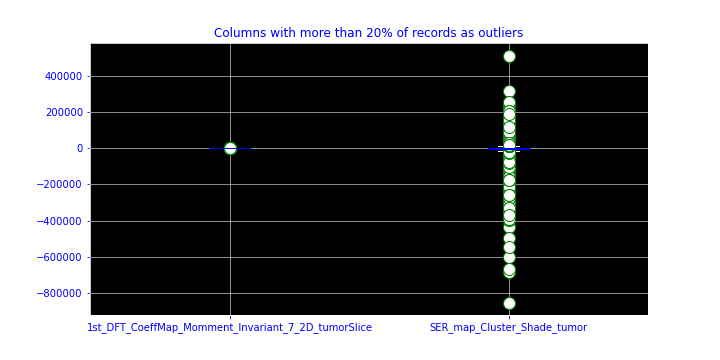 Columns with more than 20% of records as outliers
400000
200000
0
−200000
−400000
−600000
−800000
1st_DFT_CoeffMap_Momment_Invariant_7_2D_tumorSlice
SER_map_Cluster_Shade_tumor